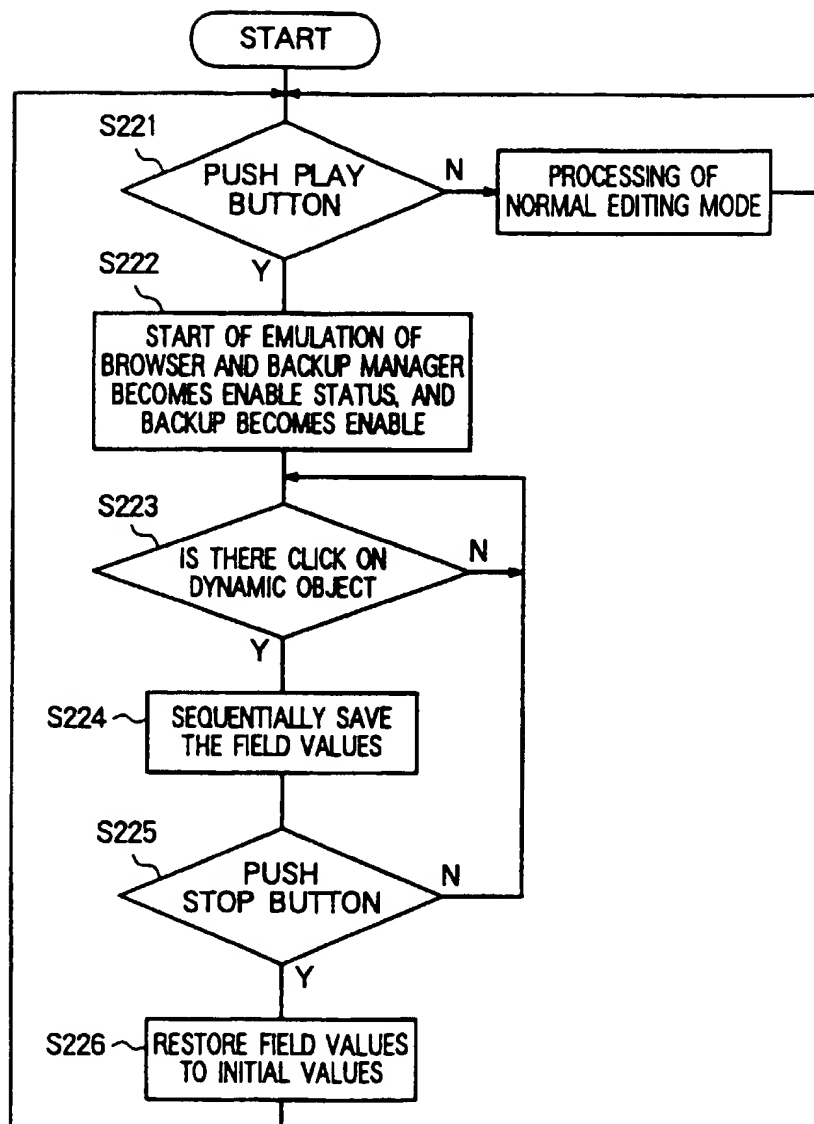 START
S221
PUSH PLAY
BUTTON
N
PROCESSING OF
NORMAL EDITING MODE
Y
S222
START OF EMULATION OF
BROWSER AND BACKUP MANAGER
BECOMES ENABLE STATUS, AND
BACKUP BECOMES ENABLE
S223
IS THERE CLICK ON
DYNAMIC OBJECT
N
Y
S224
SEQUENTIALLY SAVE
THE FIELD VALUES
S225
PUSH
STOP BUTTON
N
Y
S226
RESTORE FIELD VALUES
TO INITIAL VALUES